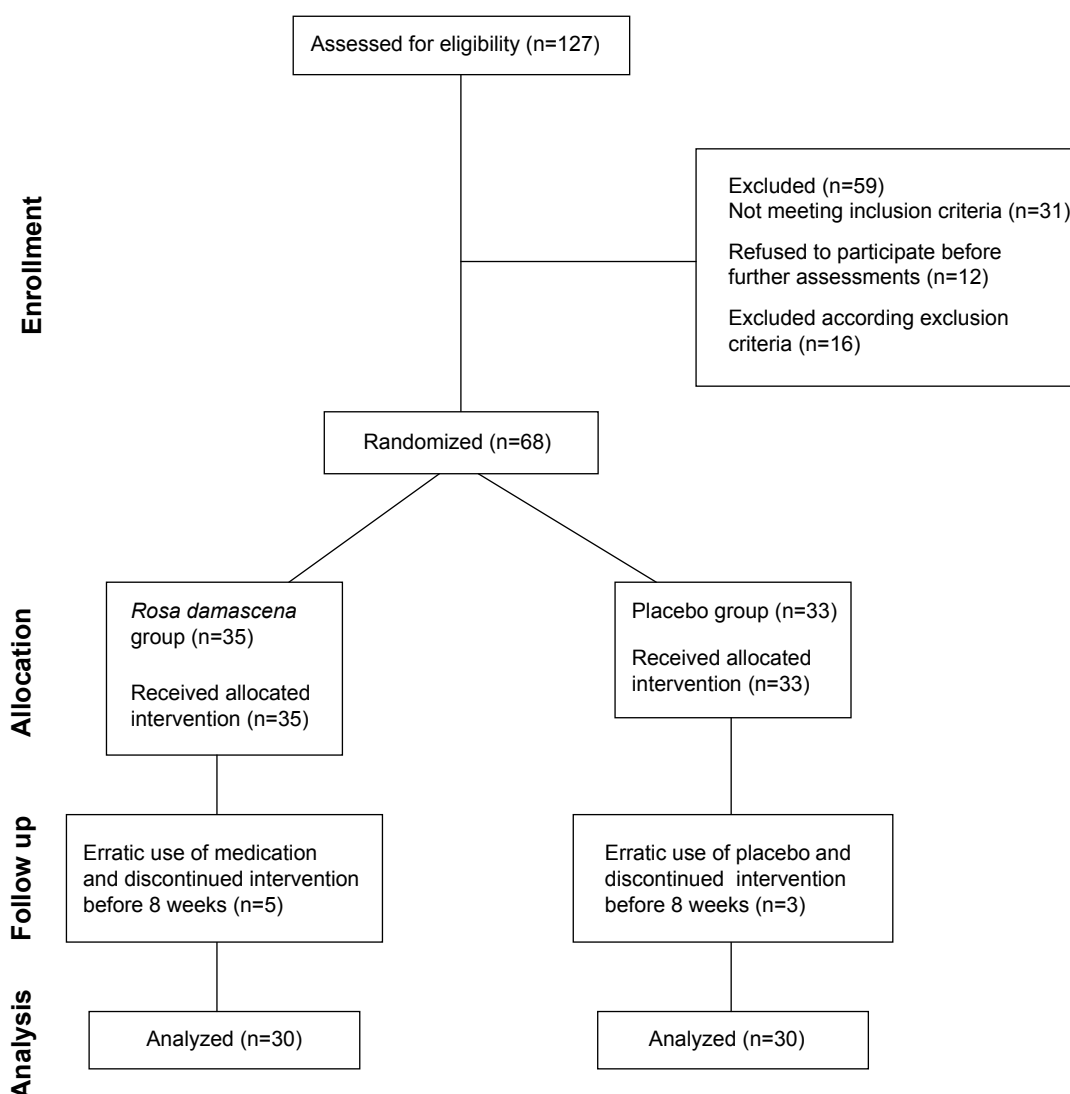 Assessed for eligibility (n=127)
Enrollment
Excluded (n=59)
Not meeting inclusion criteria (n=31)
Refused to participate before
further assessments (n=12)
Excluded according exclusion
criteria (n=16)
Randomized (n=68)
Allocation
Rosa damascena
group (n=35)
Received allocated
intervention (n=35)
Placebo group (n=33)
Received allocated
intervention (n=33)
Follow up
Erratic use of medication
and discontinued intervention
before 8 weeks (n=5)
Erratic use of placebo and
discontinued intervention
before 8 weeks (n=3)
Analysis
Analyzed (n=30)
Analyzed (n=30)